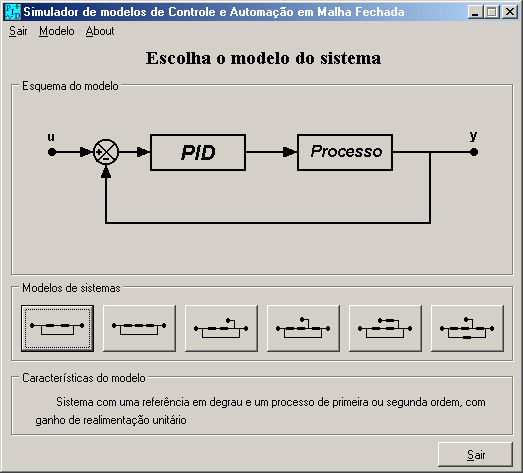 Simulador de modelos de Controle e Automação em Malha Fechada
Sair Modelo About
Escolha o modelo do sistema
Esquema do modelo
u
y
+
-
PID
Processo
Modelos de sistemas
Características do modelo
Sistema com uma referência em degrau e um processo de primeira ou segunda ordem, com
ganho de realimentação unitário
Sair